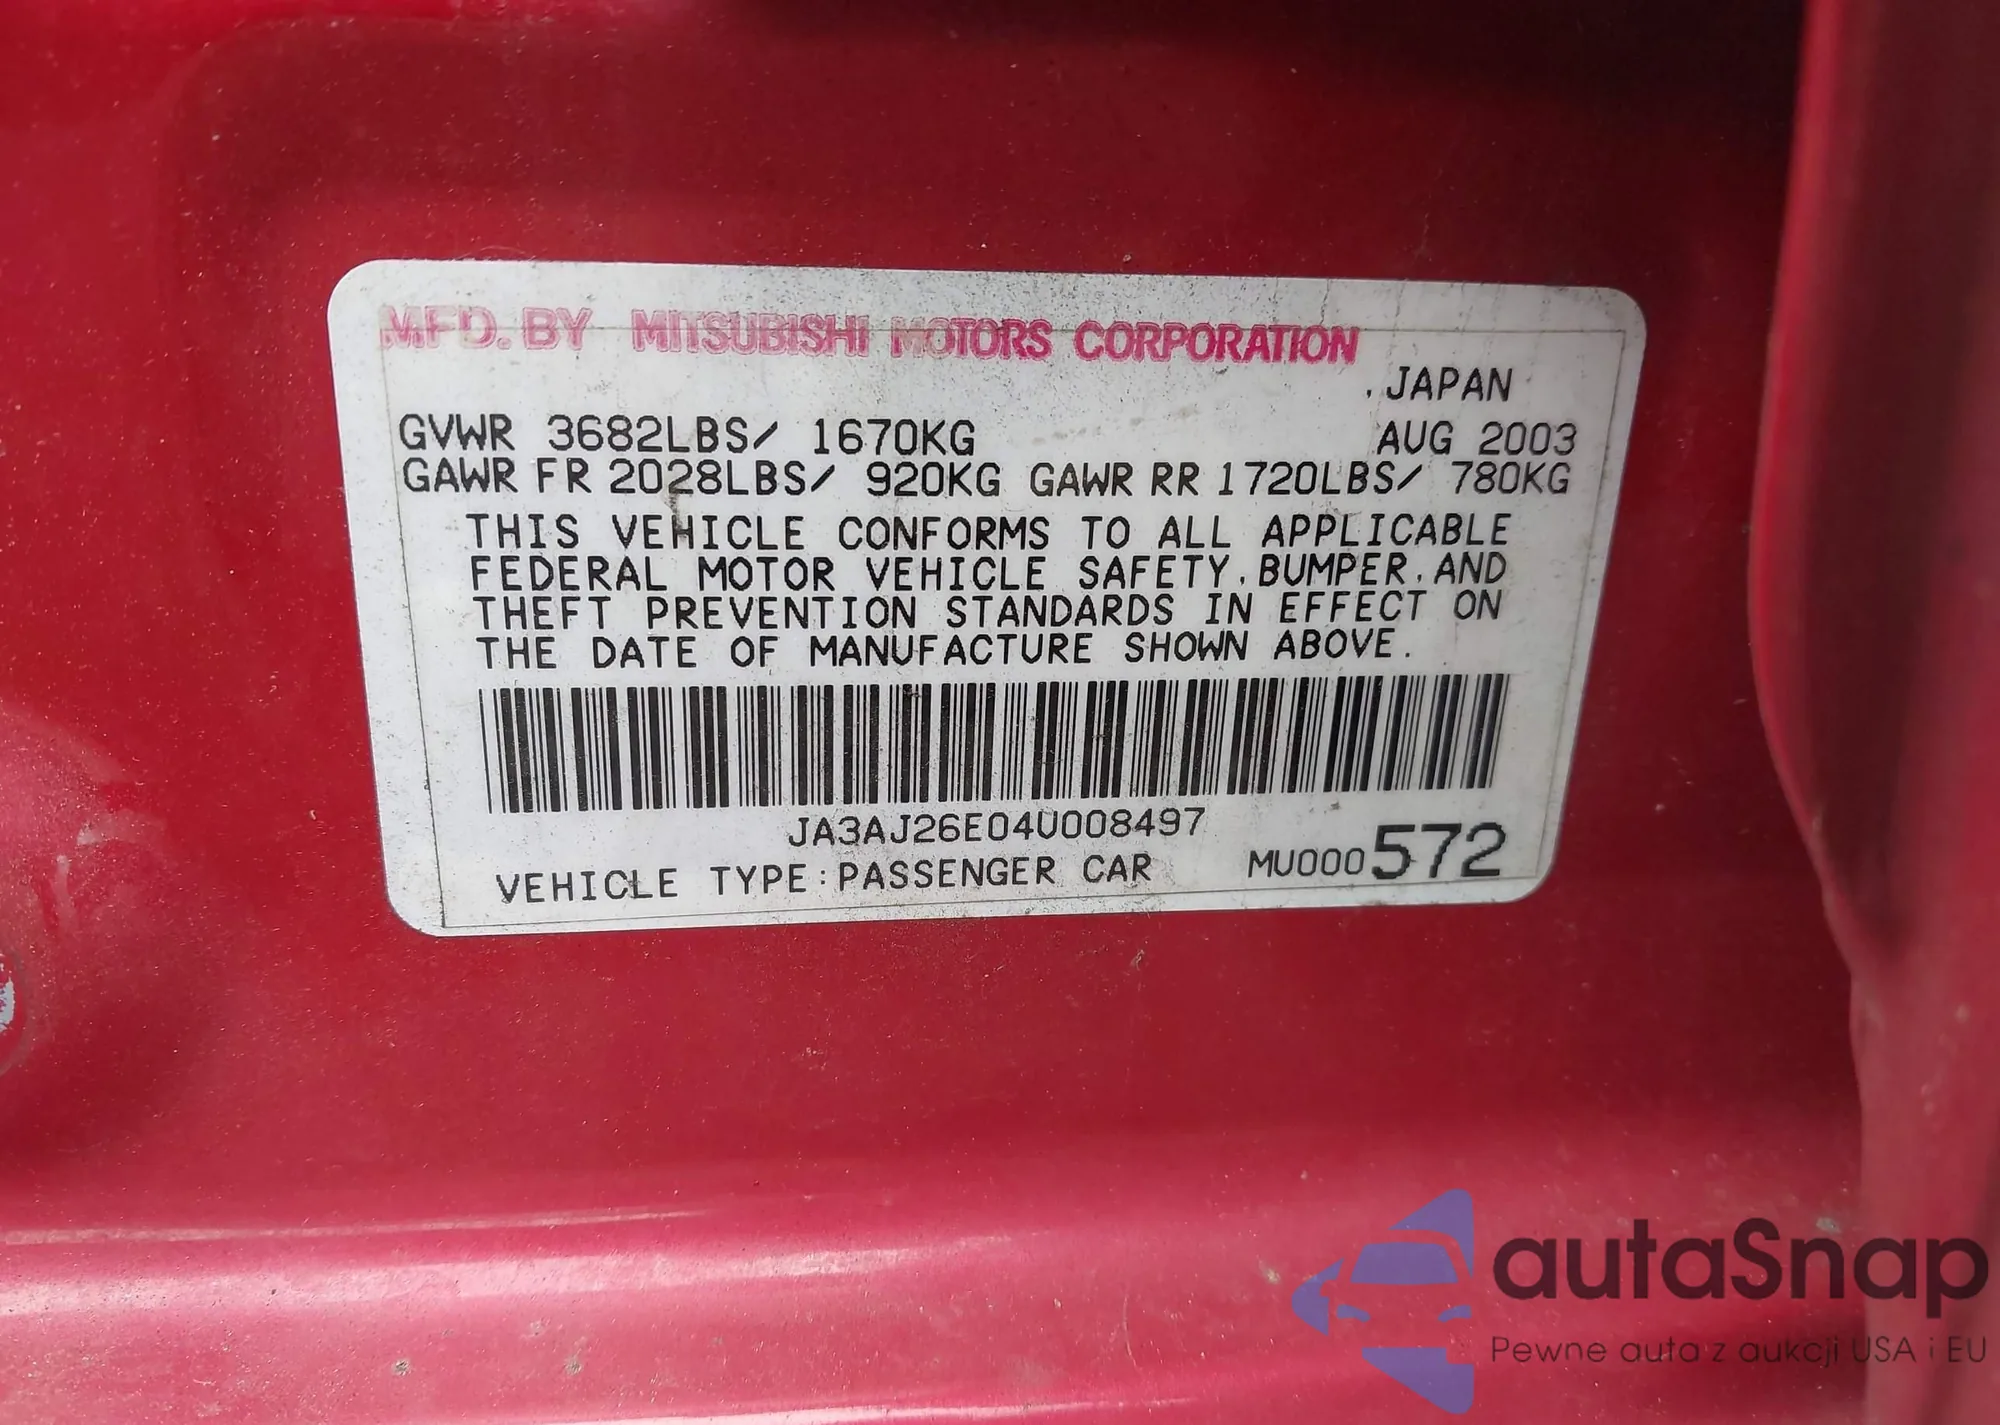 MFD. BY MITSUBISHI MOTORS CORPORATION
. JAPAN
GVWR 3682LBS/ 1670KG AUG 2003
GAWR FR 2028LBS/ 920KG GAWR RR 1720LBS/ 780KG
THIS VEHICLE CONFORMS TO ALL APPLICABLE
FEDERAL MOTOR VEHICLE SAFETY, BUMPER, AND
THEFT PREVENTION STANDARDS IN EFFECT ON
THE DATE OF MANUFACTURE SHOWN ABOVE.
JA3AJ26E04U008497
VEHICLE TYPE:PASSENGER CAR MU000572
autaSnap
Pewne auta z aukcji USA i EU